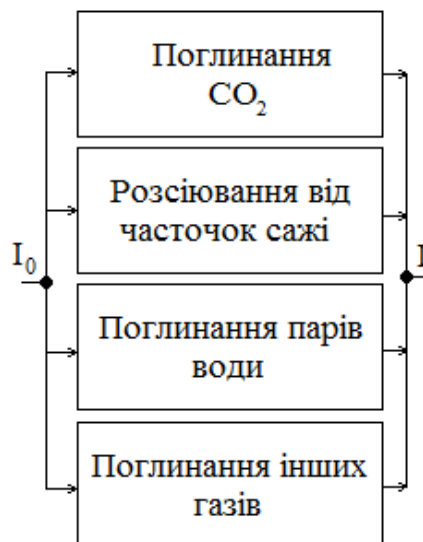 Поглинання
CO₂
Розсіювання від
часточок сажі
I₀
I
Поглинання парів
води
Поглинання інших
газів